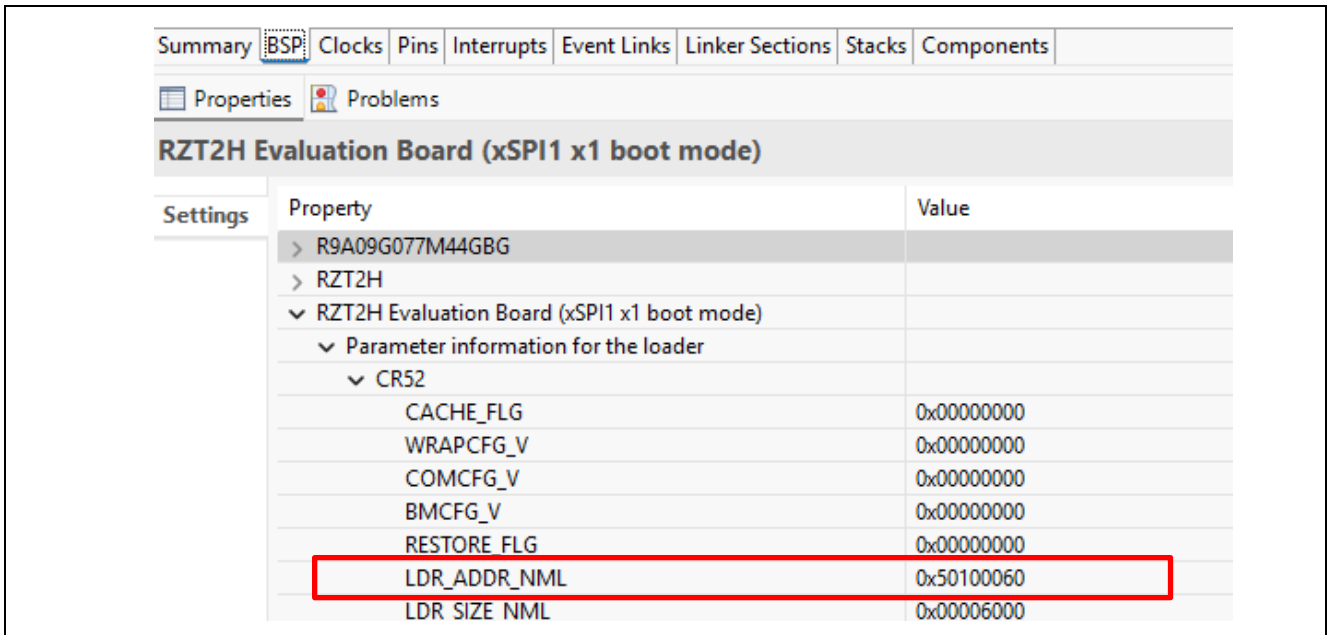 Summary BSP Clocks Pins Interrupts Event Links Linker Sections Stacks Components
Properties Problems
RZT2H Evaluation Board (xSPI1 x1 boot mode)
Settings Property Value
R9A09G077M44GBG
RZT2H
RZT2H Evaluation Board (xSPI1 x1 boot mode)
Parameter information for the loader
CR52
CACHE_FLG 0x00000000
WRAPCFG_V 0x00000000
COMCFG_V 0x00000000
BMCFG_V 0x00000000
RESTORE_FLG 0x00000000
LDR_ADDR_NML 0x50100060
LDR_SIZE_NML 0x00006000